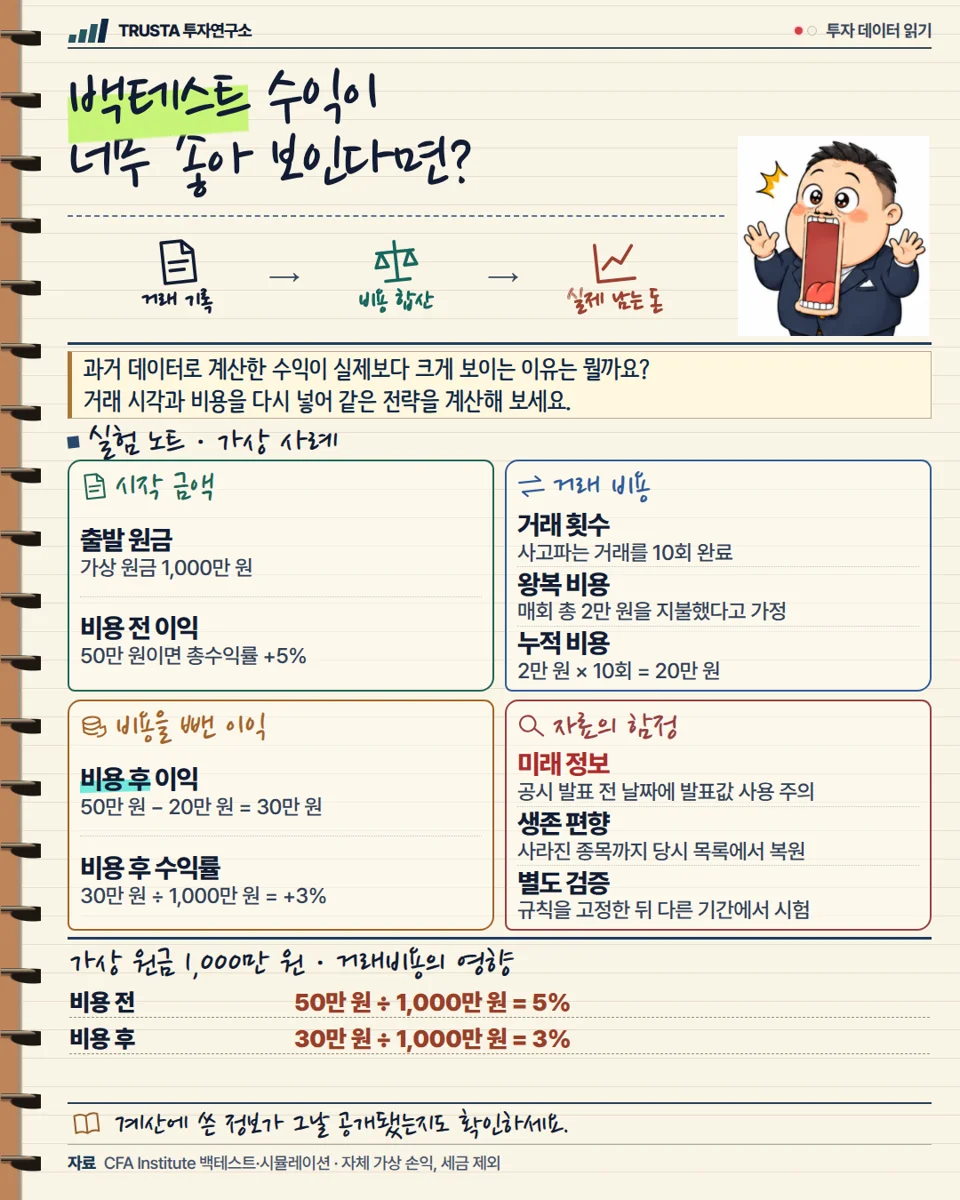 TRUSTA 투자연구소
투자 데이터 읽기
백테스트 수익이
너무 좋아 보인다면?
거래 기록 → 비용 합산 → 실제 남는 돈
과거 데이터로 계산한 수익이 실제보다 크게 보이는 이유는 뭘까요?
거래 시각과 비용을 다시 넣어 같은 전략을 계산해 보세요.
실험 노트 · 가상 사례
시작 금액
출발 원금
가상 원금 1,000만 원
비용 전 이익
50만 원이면 총수익률 +5%
거래 비용
거래 횟수
사고파는 거래를 10회 완료
왕복 비용
매회 총 2만 원을 지불했다고 가정
누적 비용
2만 원 × 10회 = 20만 원
비용을 뺀 이익
비용 후 이익
50만 원 − 20만 원 = 30만 원
비용 후 수익률
30만 원 ÷ 1,000만 원 = +3%
자료의 함정
미래 정보
공시 발표 전 날짜에 발표값 사용 주의
생존 편향
사라진 종목까지 당시 목록에서 복원
별도 검증
규칙을 고정한 뒤 다른 기간에서 시험
가상 원금 1,000만 원 · 거래비용의 영향
비용 전 50만 원 ÷ 1,000만 원 = 5%
비용 후 30만 원 ÷ 1,000만 원 = 3%
계산에 쓴 정보가 그날 공개됐는지도 확인하세요.
자료 CFA Institute 백테스트·시뮬레이션 · 자체 가상 손익, 세금 제외